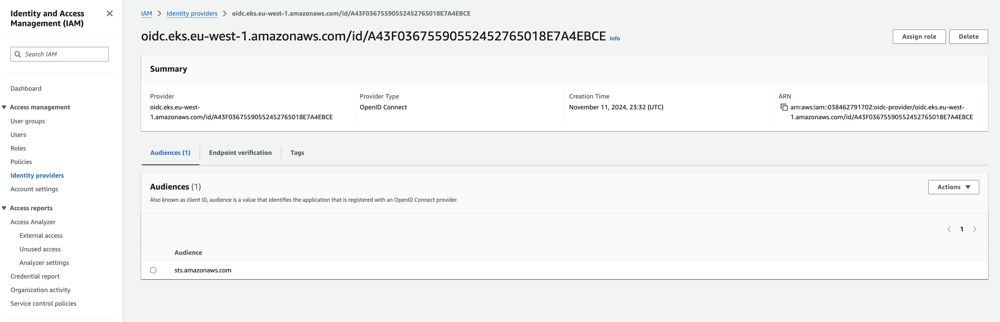 Identity and Access
Management (IAM)
Search IAM
Dashboard
Access management
User groups
Users
Roles
Policies
Identity providers
Account settings
Access reports
Access Analyzer
External access
Unused access
Analyzer settings
Credential report
Organization activity
Service control policies
IAM > Identity providers > oidc.eks.eu-west-1.amazonaws.com/id/A43F03675590552452765018E7A4EBCE
oidc.eks.eu-west-1.amazonaws.com/id/A43F03675590552452765018E7A4EBCE Info
Assign role
Delete
Summary
Provider
oidc.eks.eu-west-
1.amazonaws.com/id/A43F03675590552452765018E7A4EBCE
Provider Type
OpenID Connect
Creation Time
November 11, 2024, 23:32 (UTC)
ARN
arn:aws:iam::038462791702:oidc-provider/oidc.eks.eu-west-
1.amazonaws.com/id/A43F03675590552452765018E7A4EBCE
Audiences (1)
Endpoint verification
Tags
Audiences (1)
Actions
Also known as client ID, audience is a value that identifies the application that is registered with an OpenID Connect provider.
1
Audience
sts.amazonaws.com